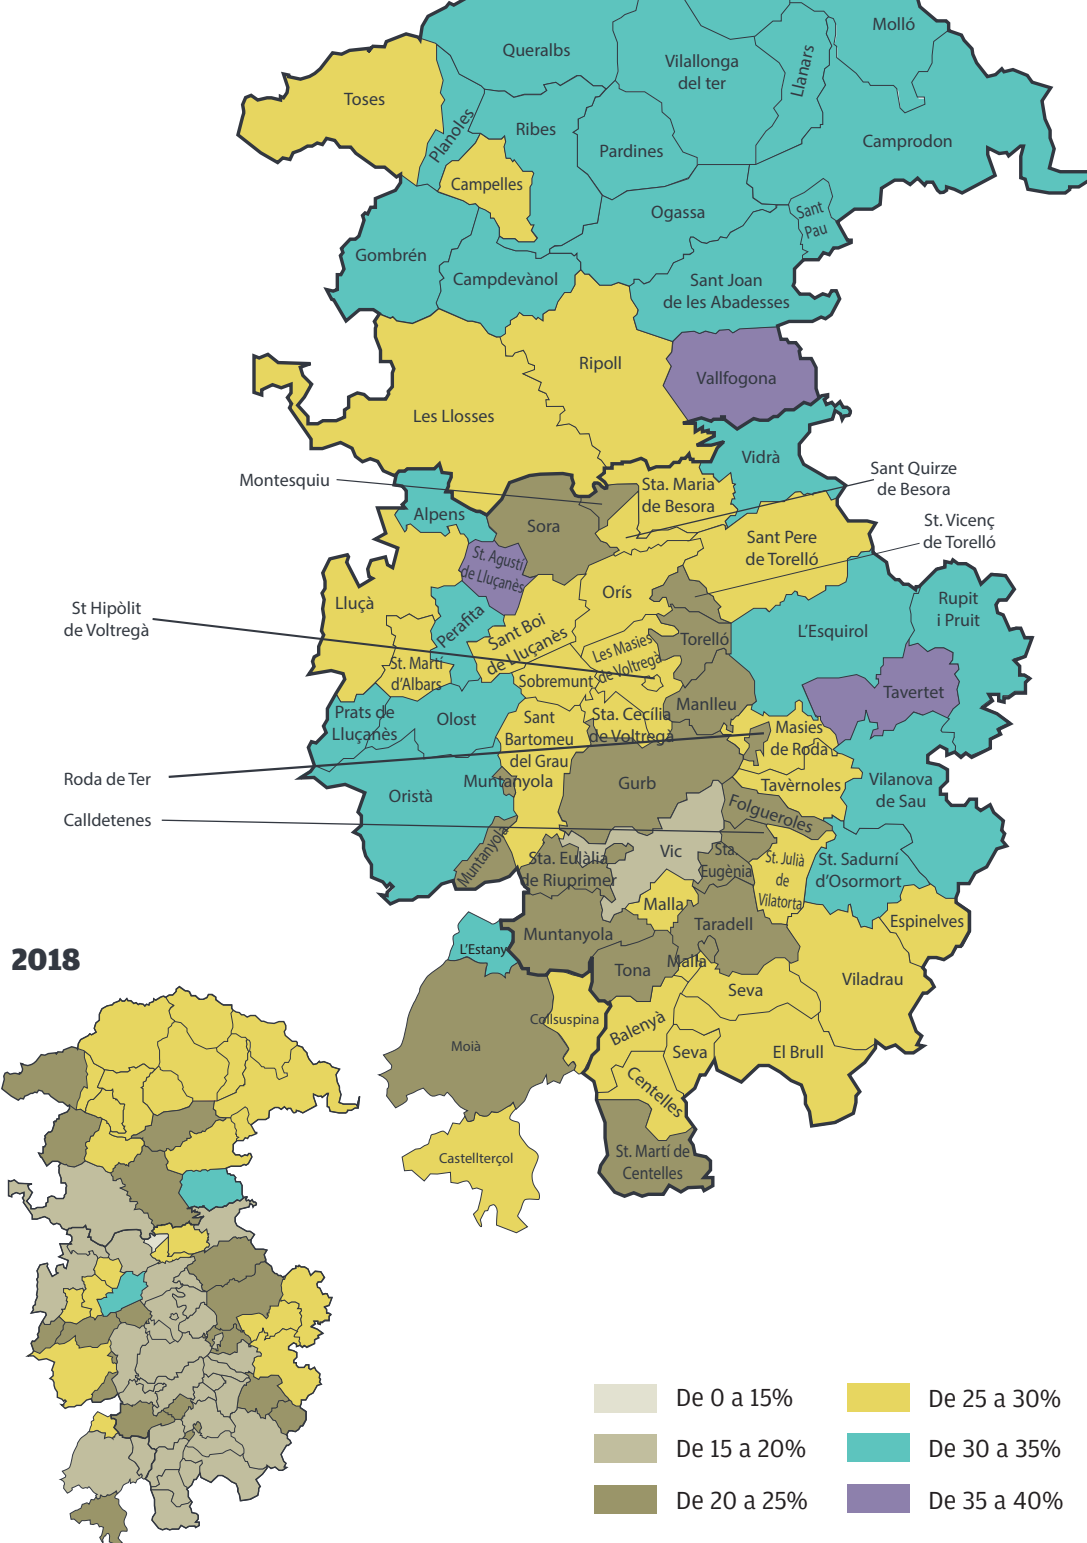 Molló
Queralbs
Vilallonga
del ter
Llanars
Toses
Planoles
Ribes
Pardines
Camprodon
Campelles
Ogassa
Sant
Pau
Gombrén
Campdevànol
Sant Joan
de les Abadesses
Ripoll
Vallfogona
Les Llosses
Vidrà
Montesquiu
Sant Quirze
de Besora
Sta. Maria
de Besora
Alpens
Sora
St. Vicenç
de Torelló
Sant Pere
de Torelló
St. Agustí
de Lluçanès
Orís
Lluçà
St Hipòlit
de Voltregà
Perafita
Sant Boi
de Lluçanès
Les Masies
de Voltregà
Torelló
L'Esquirol
Rupit
i Pruit
St. Martí
d'Albars
Sobremunt
Tavertet
Manlleu
Prats de
Lluçanès
Olost
Sant
Bartomeu
del Grau
Sta. Cecília
de Voltregà
Masies
de Roda
Roda de Ter
Muntanyola
Gurb
Tavèrnoles
Vilanova
de Sau
Oristà
Calldetenes
Folgueroles
Muntanyola
Sta. Eulàlia
de Riuprimer
Vic
Sta.
Eugènia
St. Julià
de
Vilatorta
St. Sadurní
d'Osormort
Malla
Espinelves
L'Estany
Muntanyola
Taradell
Tona
Malla
Seva
Viladrau
2018
Collsuspina
Balenyà
Moià
Seva
El Brull
Centelles
Castellterçol
St. Martí de
Centelles
De 0 a 15%
De 15 a 20%
De 20 a 25%
De 25 a 30%
De 30 a 35%
De 35 a 40%